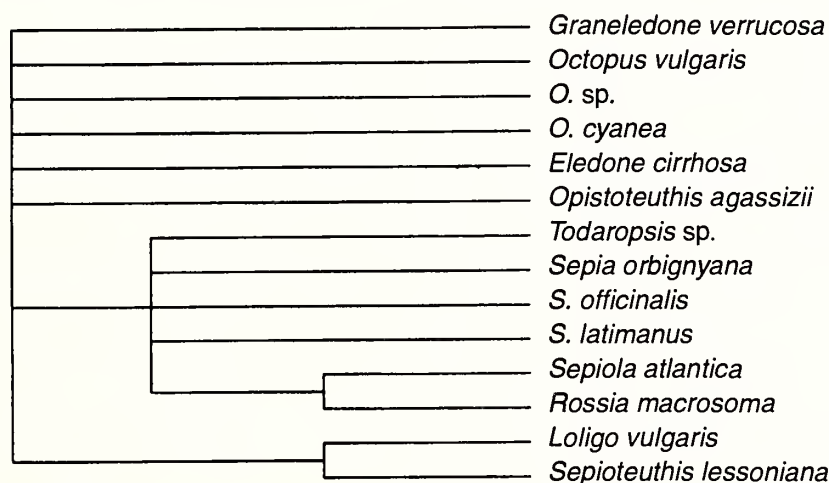 Graneledone verrucosa
Octopus vulgaris
O. sp.
O. cyanea
Eledone cirrhosa
Opistoteuthis agassizii
Todaropsis sp.
Sepia orbignyana
S. officinalis
S. latimanus
Sepiola atlantica
Rossia macrosoma
Loligo vulgaris
Sepioteuthis lessoniana